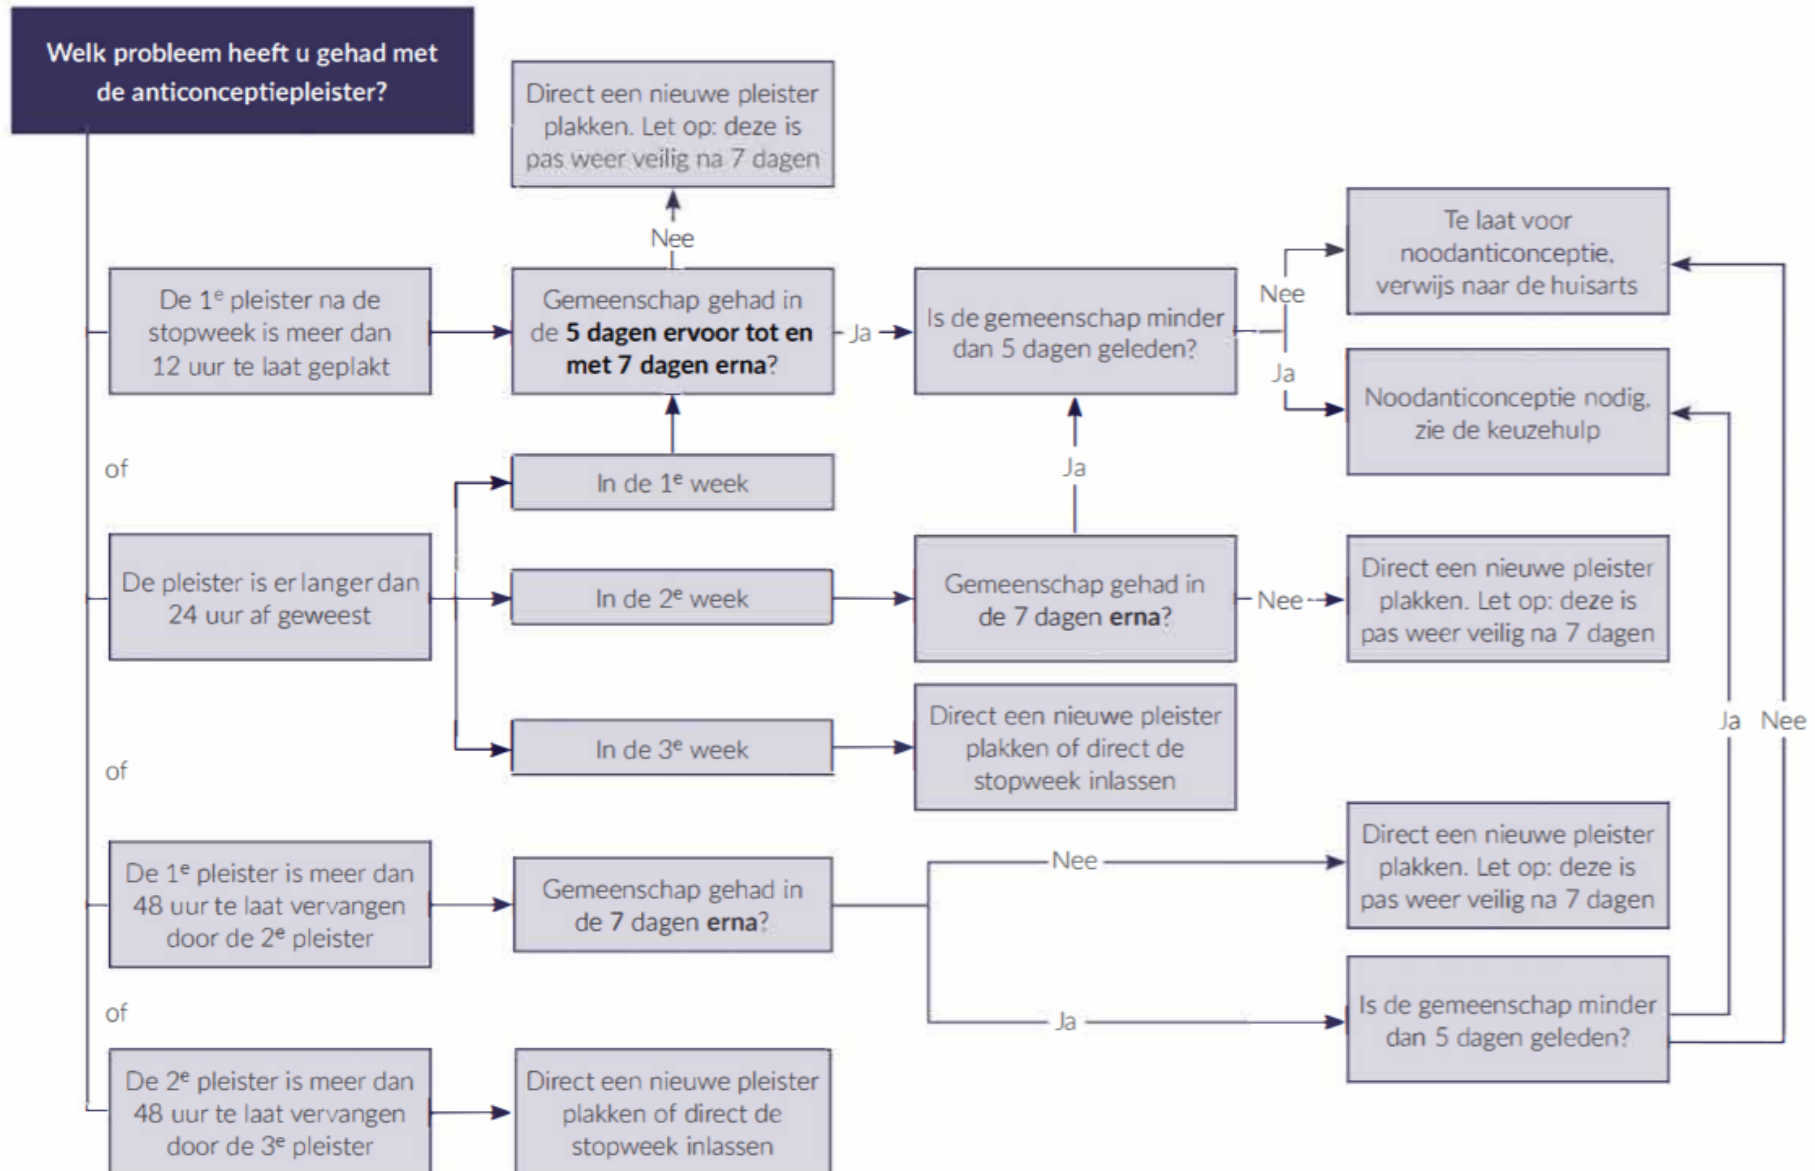 Welk probleem heeft u gehad met
de anticonceptiepleister?
Direct een nieuwe pleister
plakken. Let op: deze is
pas weer veilig na 7 dagen
Nee
De 1e pleister na de
stopweek is meer dan
12 uur te laat geplakt
Gemeenschap gehad in
de 5 dagen ervoor tot en
met 7 dagen erna?
Ja
Is de gemeenschap minder
dan 5 dagen geleden?
Nee
Ja
Te laat voor
noodanticonceptie,
verwijs naar de huisarts
Noodanticonceptie nodig,
zie de keuzehulp
of
In de 1e week
Ja
De pleister is er langer dan
24 uur af geweest
In de 2e week
Gemeenschap gehad in
de 7 dagen erna?
Nee
Direct een nieuwe pleister
plakken. Let op: deze is
pas weer veilig na 7 dagen
In de 3e week
Direct een nieuwe pleister
plakken of direct de
stopweek inlassen
Ja Nee
of
De 1e pleister is meer dan
48 uur te laat vervangen
door de 2e pleister
Gemeenschap gehad in
de 7 dagen erna?
Nee
Direct een nieuwe pleister
plakken. Let op: deze is
pas weer veilig na 7 dagen
Ja
Is de gemeenschap minder
dan 5 dagen geleden?
of
De 2e pleister is meer dan
48 uur te laat vervangen
door de 3e pleister
Direct een nieuwe pleister
plakken of direct de
stopweek inlassen